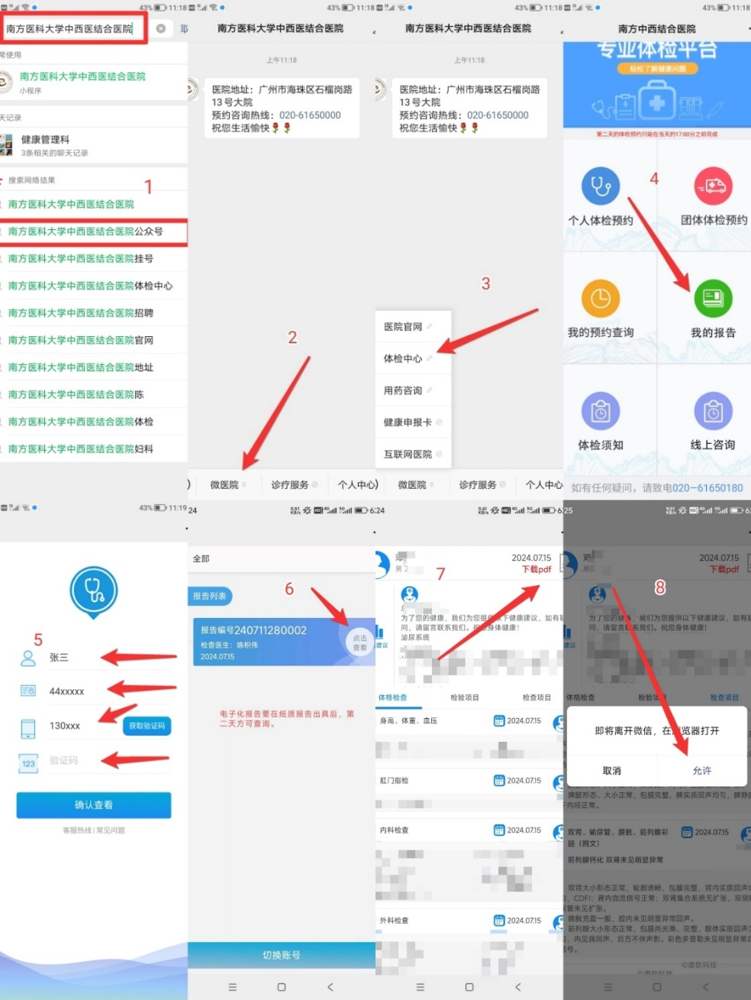 43% 11:18
南方医科大学中西医结合医院
常使用
南方医科大学中西医结合医院
小程序
天记录
健康管理科
3条相关的聊天记录
搜索网络结果
1
南方医科大学中西医结合医院
南方医科大学中西医结合医院公众号
南方医科大学中西医结合医院挂号
南方医科大学中西医结合医院体检中心
南方医科大学中西医结合医院招聘
南方医科大学中西医结合医院官网
南方医科大学中西医结合医院地址
南方医科大学中西医结合医院陈
南方医科大学中西医结合医院体检
南方医科大学中西医结合医院妇科
43% 11:18
南方医科大学中西医结合医院
上午11:18
医院地址：广州市海珠区石榴岗路
13号大院
预约咨询热线：020-61650000
祝您生活愉快🌹🌹
2
微医院
诊疗服务
个人中心
43% 11:18
南方医科大学中西医结合医院
上午11:18
医院地址：广州市海珠区石榴岗路
13号大院
预约咨询热线：020-61650000
祝您生活愉快🌹🌹
3
医院官网
体检中心
用药咨询
健康申报卡
互联网医院
微医院
诊疗服务
个人中心
43% 11:18
南方中西医结合医院
专业体检平台
轻松了解健康问题
第二天的体检预约只能在当天的17:00分之前完成
4
个人体检预约
团体体检预约
我的预约查询
我的报告
体检须知
线上咨询
如有任何疑问，请致电020-61650180
43% 11:19
5
张三
44xxxxx
130xxx
获取验证码
123
验证码
确认查看
客服热线|常见问题
24
6:24
全部
报告列表
6
报告编号240711280002
检查医生：陈枳伟
2024.07.15
点击
查看
电子化报告要在纸质报告出具后，第
二天方可查询。
切换账号
6:24
男 2
2024.07.15
下载pdf
7
为了您的健康，我们为您提供以下健康建议，如有疑
问，请留言联系我们。祝您身体健康！
泌尿系统
建议
体格检查
检验项目
检查项目
身高、体重、血压
2024.07.15
肛门指检
2024.07.15
内科检查
2024.07.15
外科检查
2024.07.15
25
6:2
2024.07.15
下载pdf
8
为了您的健康，我们为您提供以下健康建议，如有
问，请留言联系我们。祝您身体健康！
建议
体格检查
检验项目
检查项目
即将离开微信，在浏览器打开
取消
允许
脾脏形态、大小正常，包膜完整，脾实质回声均匀，脾静脉
内径正常。
双肾、输尿管、膀胱、前列腺彩
超（图文）
2024.07.15
前列腺钙化 双肾未见明显异常
双肾大小形态正常，轮廓清晰，包膜完整，肾内实质回声
，CDFI：肾内血流信号正常；双肾集合系统无扩张，双侧
管未见扩张。
膀胱充盈一般，腔内未见明显异常回声。
前列腺大小形态正常，包膜尚光滑、完整，腺体实质回声
，内见强回声，后方不伴声影。彩色多普勒未见明显异常
号。
©康软科技
©康软科技